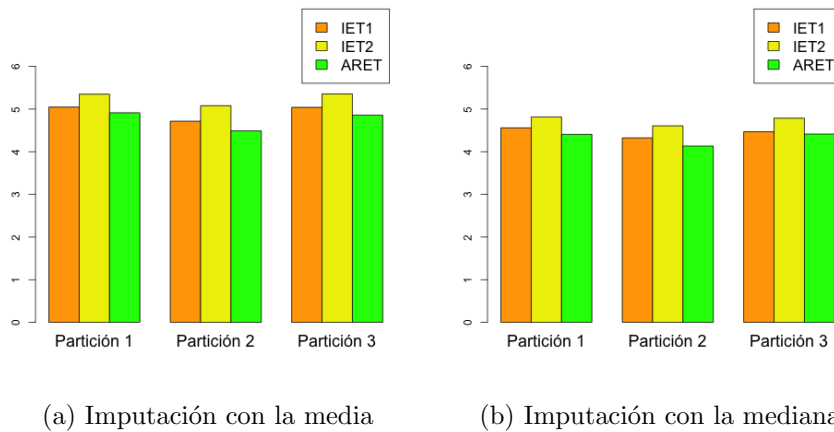 IET1
IET2
ARET
6
5
4
3
2
1
0
Partición 1 Partición 2 Partición 3
(a) Imputación con la media
IET1
IET2
ARET
6
5
4
3
2
1
0
Partición 1 Partición 2 Partición 3
(b) Imputación con la mediana